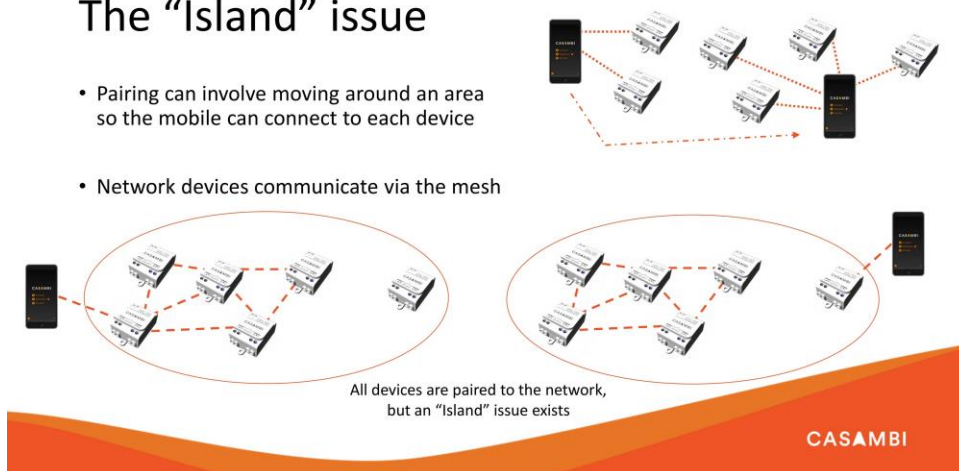 The “Island” issue
• Pairing can involve moving around an area
so the mobile can connect to each device
• Network devices communicate via the mesh
All devices are paired to the network,
but an “Island” issue exists
CASAMBI